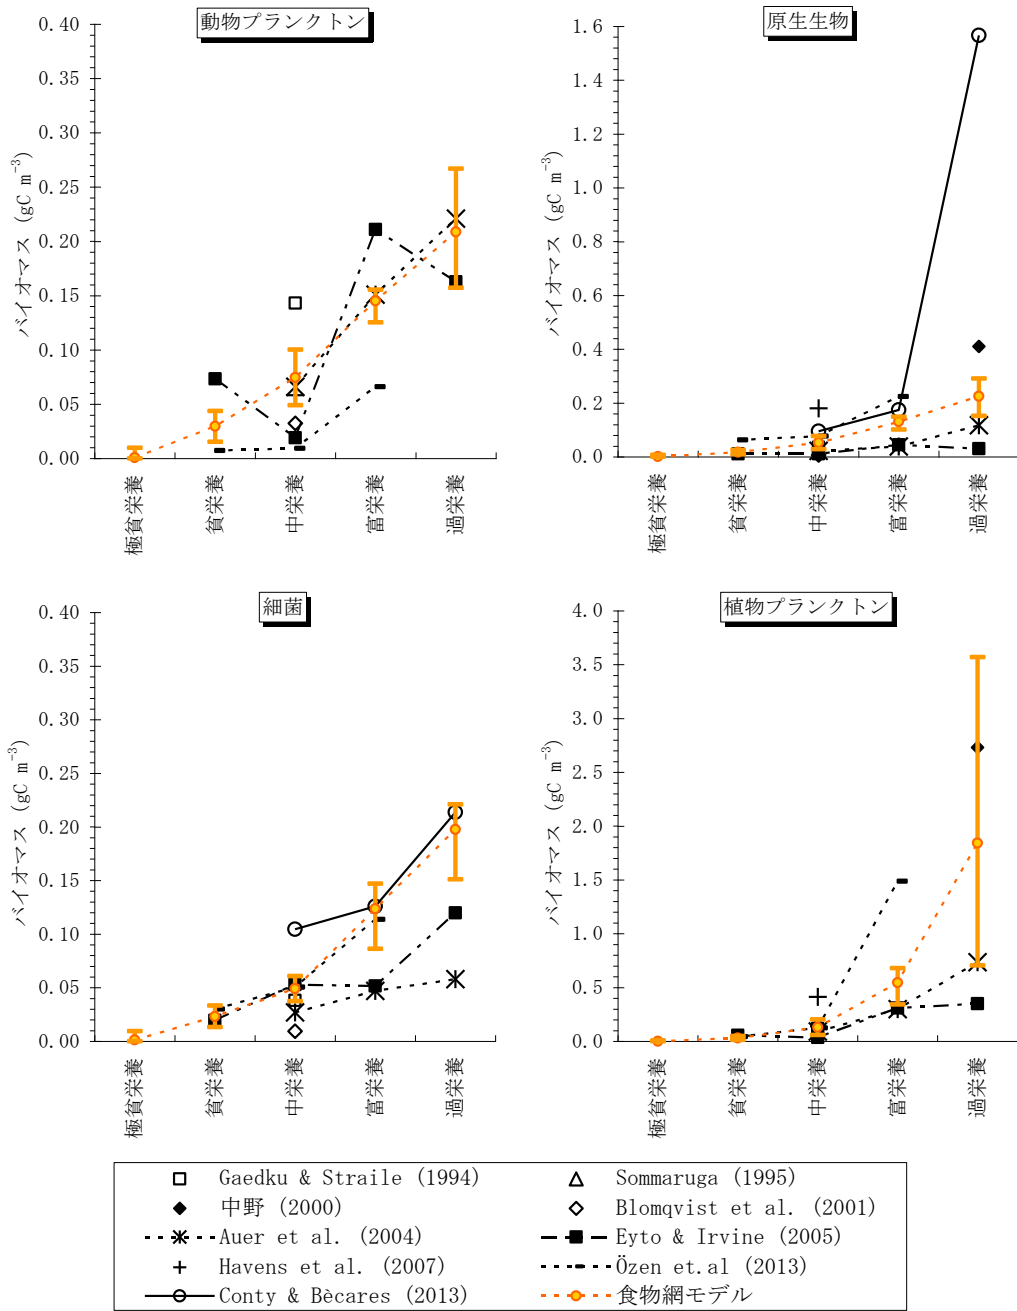 動物プランクトン
0.40
0.35
0.30
0.25
0.20
0.15
0.10
0.05
0.00
バイオマス (gC m⁻³)
極貧栄養
貧栄養
中栄養
富栄養
過栄養
原生生物
1.6
1.4
1.2
1.0
0.8
0.6
0.4
0.2
0.0
バイオマス (gC m⁻³)
極貧栄養
貧栄養
中栄養
富栄養
過栄養
細菌
0.40
0.35
0.30
0.25
0.20
0.15
0.10
0.05
0.00
バイオマス (gC m⁻³)
極貧栄養
貧栄養
中栄養
富栄養
過栄養
植物プランクトン
4.0
3.5
3.0
2.5
2.0
1.5
1.0
0.5
0.0
バイオマス (gC m⁻³)
極貧栄養
貧栄養
中栄養
富栄養
過栄養
Gaedku & Straile (1994)
Sommaruga (1995)
中野 (2000)
Blomqvist et al. (2001)
Auer et al. (2004)
Eyto & Irvine (2005)
Havens et al. (2007)
Özen et.al (2013)
Conty & Bècares (2013)
食物網モデル